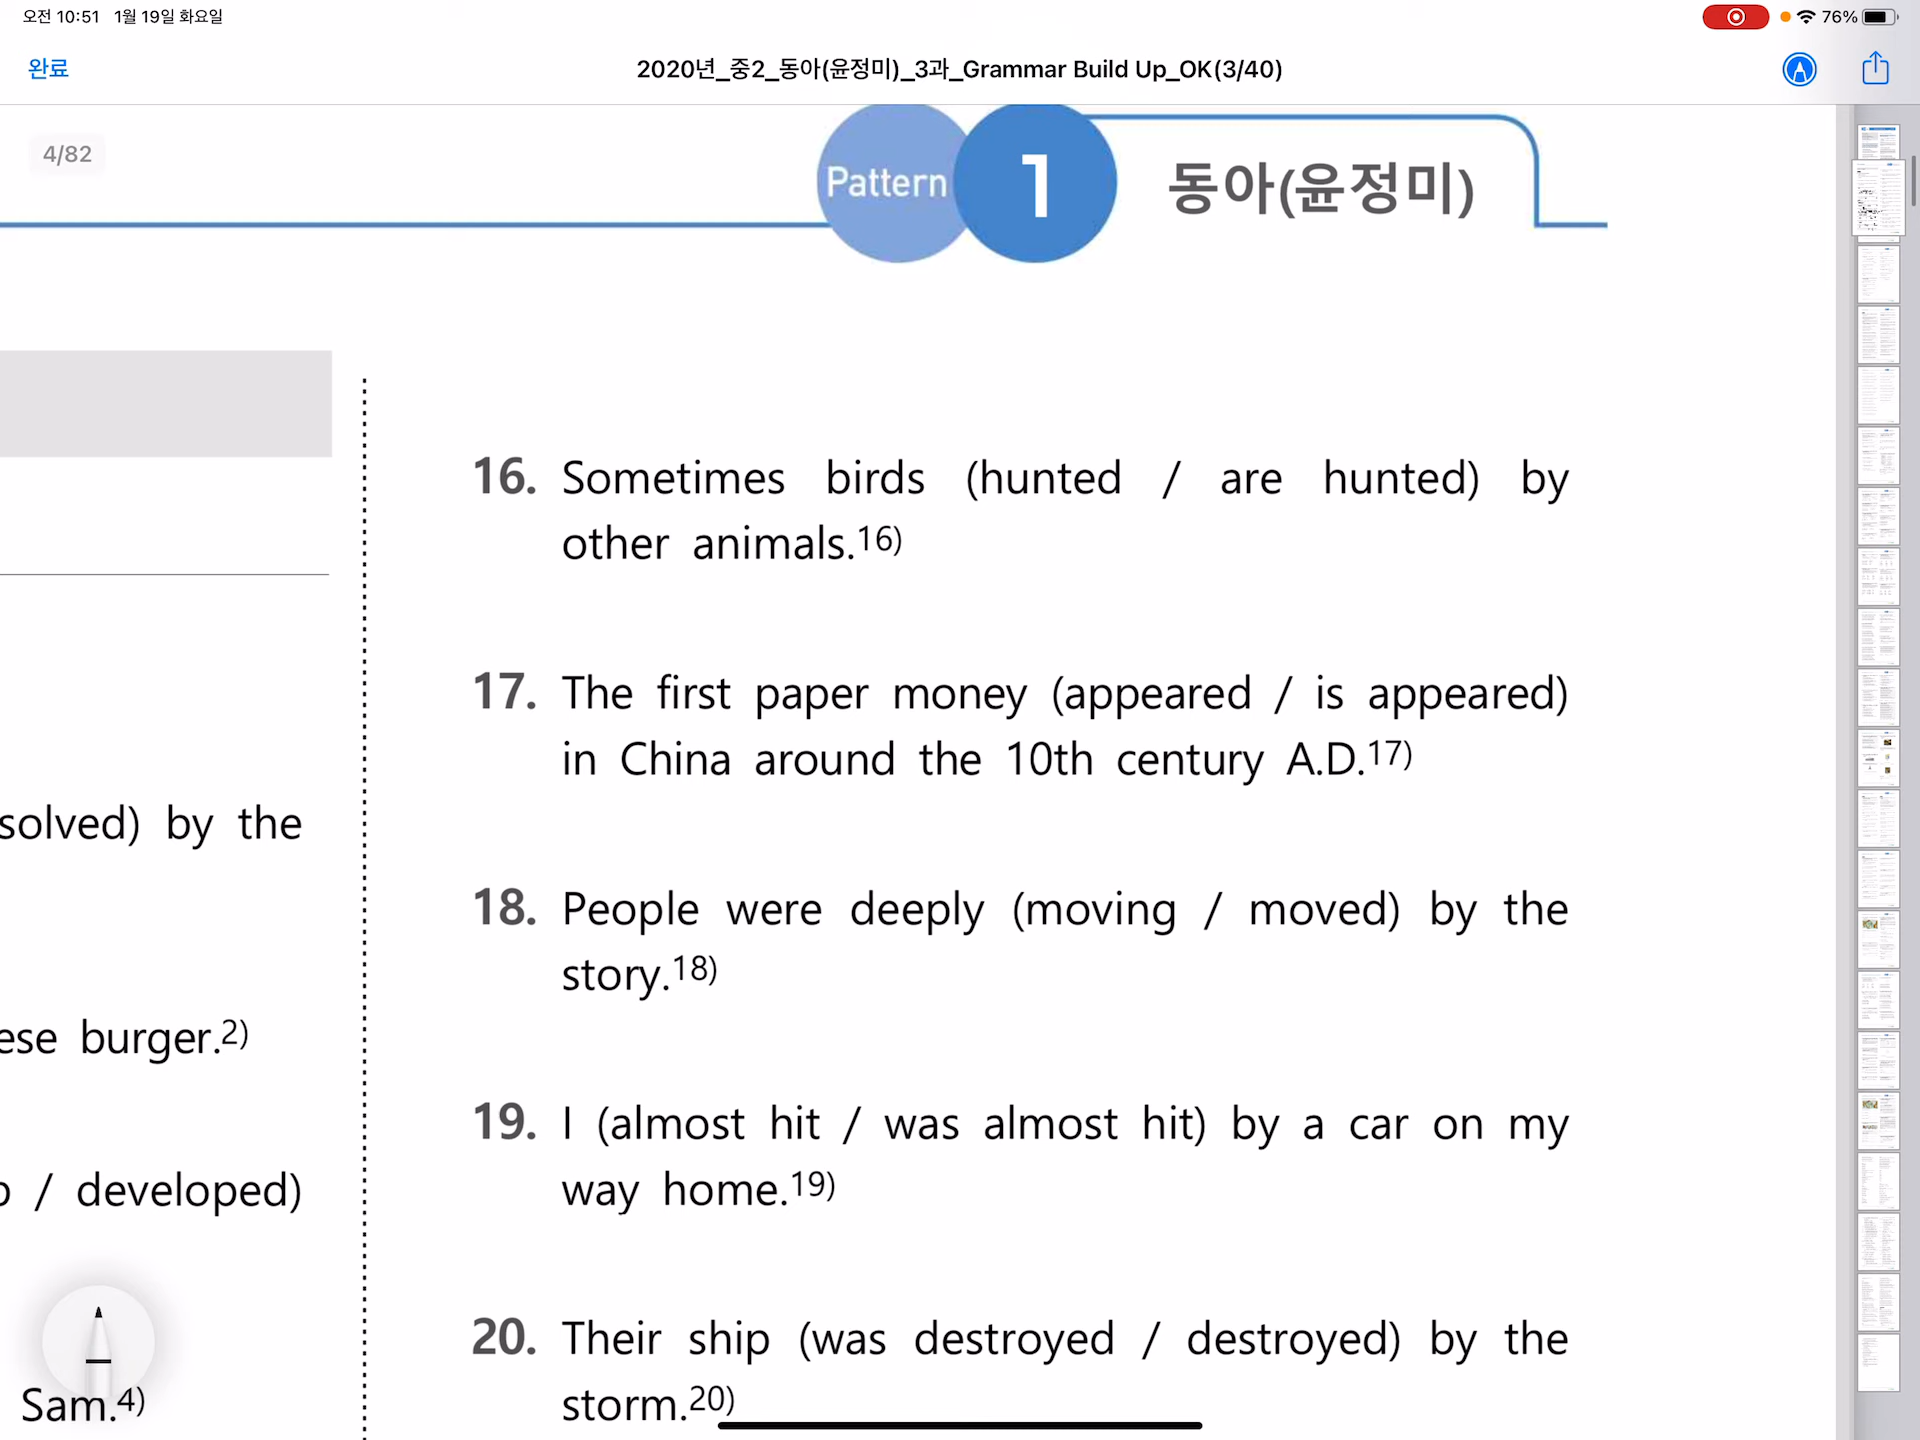 오전 10:51 1월 19일 화요일
76%
완료
2020년_중2_동아(윤정미)_3과_Grammar Build Up_OK(3/40)
4/82
Pattern 1 동아(윤정미)
solved) by the
ese burger.2)
/ developed)
Sam.4)
16. Sometimes birds (hunted / are hunted) by
other animals.16)
17. The first paper money (appeared / is appeared)
in China around the 10th century A.D.17)
18. People were deeply (moving / moved) by the
story.18)
19. I (almost hit / was almost hit) by a car on my
way home.19)
20. Their ship (was destroyed / destroyed) by the
storm.20)